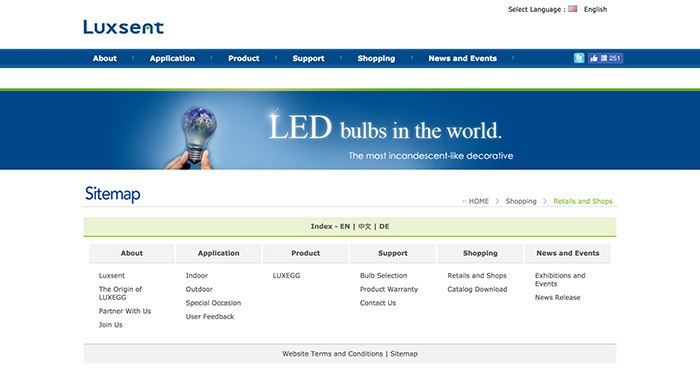 Select Language : English
Luxsent
About Application Product Support Shopping News and Events
讚 251
LED bulbs in the world.
The most incandescent-like decorative
Sitemap
HOME > Shopping > Retails and Shops
Index - EN | 中文 | DE
About Application Product Support Shopping News and Events
Luxsent Indoor LUXEGG Bulb Selection Retails and Shops Exhibitions and
Events
The Origin of Outdoor Product Warranty Catalog Download
LUXEGG
News Release
Special Occasion Contact Us
Partner With Us
User Feedback
Join Us
Website Terms and Conditions | Sitemap